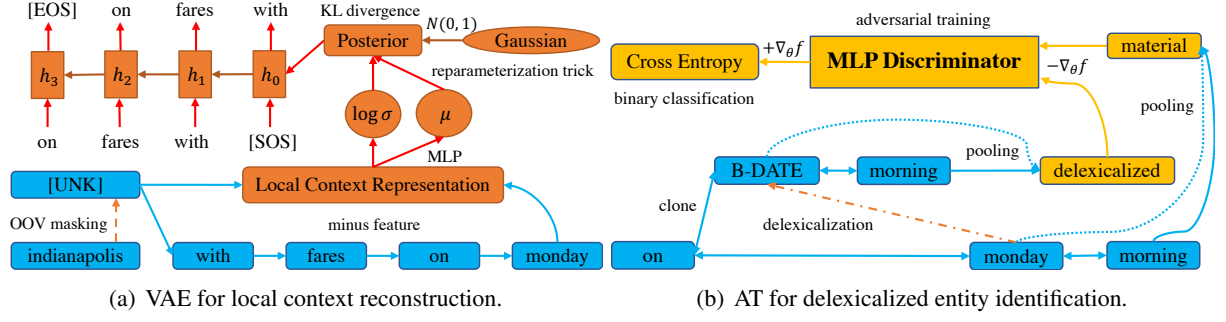 [EOS] on fares with
KL divergence
N(0, 1)
Posterior
Gaussian
h3 h2 h1 h0
reparameterization trick
log σ μ
on fares with [SOS]
MLP
[UNK]
Local Context Representation
OOV masking
minus feature
indianapolis with fares on monday
(a) VAE for local context reconstruction.
adversarial training
material
+∇θf
Cross Entropy
MLP Discriminator
−∇θf
binary classification
pooling
pooling
B-DATE morning delexicalized
clone
delexicalization
on monday morning
(b) AT for delexicalized entity identification.